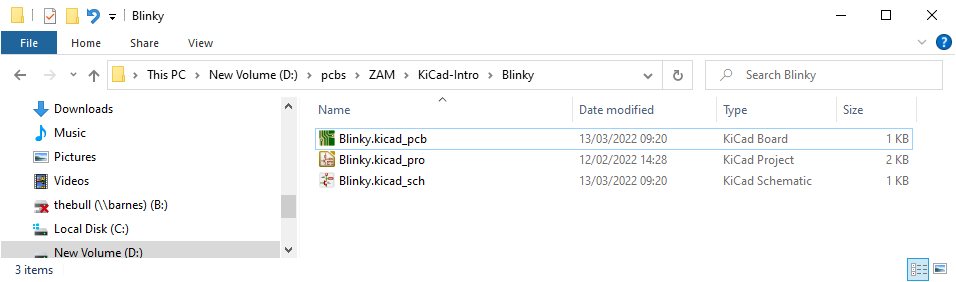 Blinky
File Home Share View
This PC > New Volume (D:) > pcbs > ZAM > KiCad-Intro > Blinky Search Blinky
Downloads
Music
Pictures
Videos
thebull (\\barnes) (B:)
Local Disk (C:)
New Volume (D:)
Name Date modified Type Size
Blinky.kicad_pcb 13/03/2022 09:20 KiCad Board 1 KB
Blinky.kicad_pro 12/02/2022 14:28 KiCad Project 2 KB
Blinky.kicad_sch 13/03/2022 09:20 KiCad Schematic 1 KB
3 items